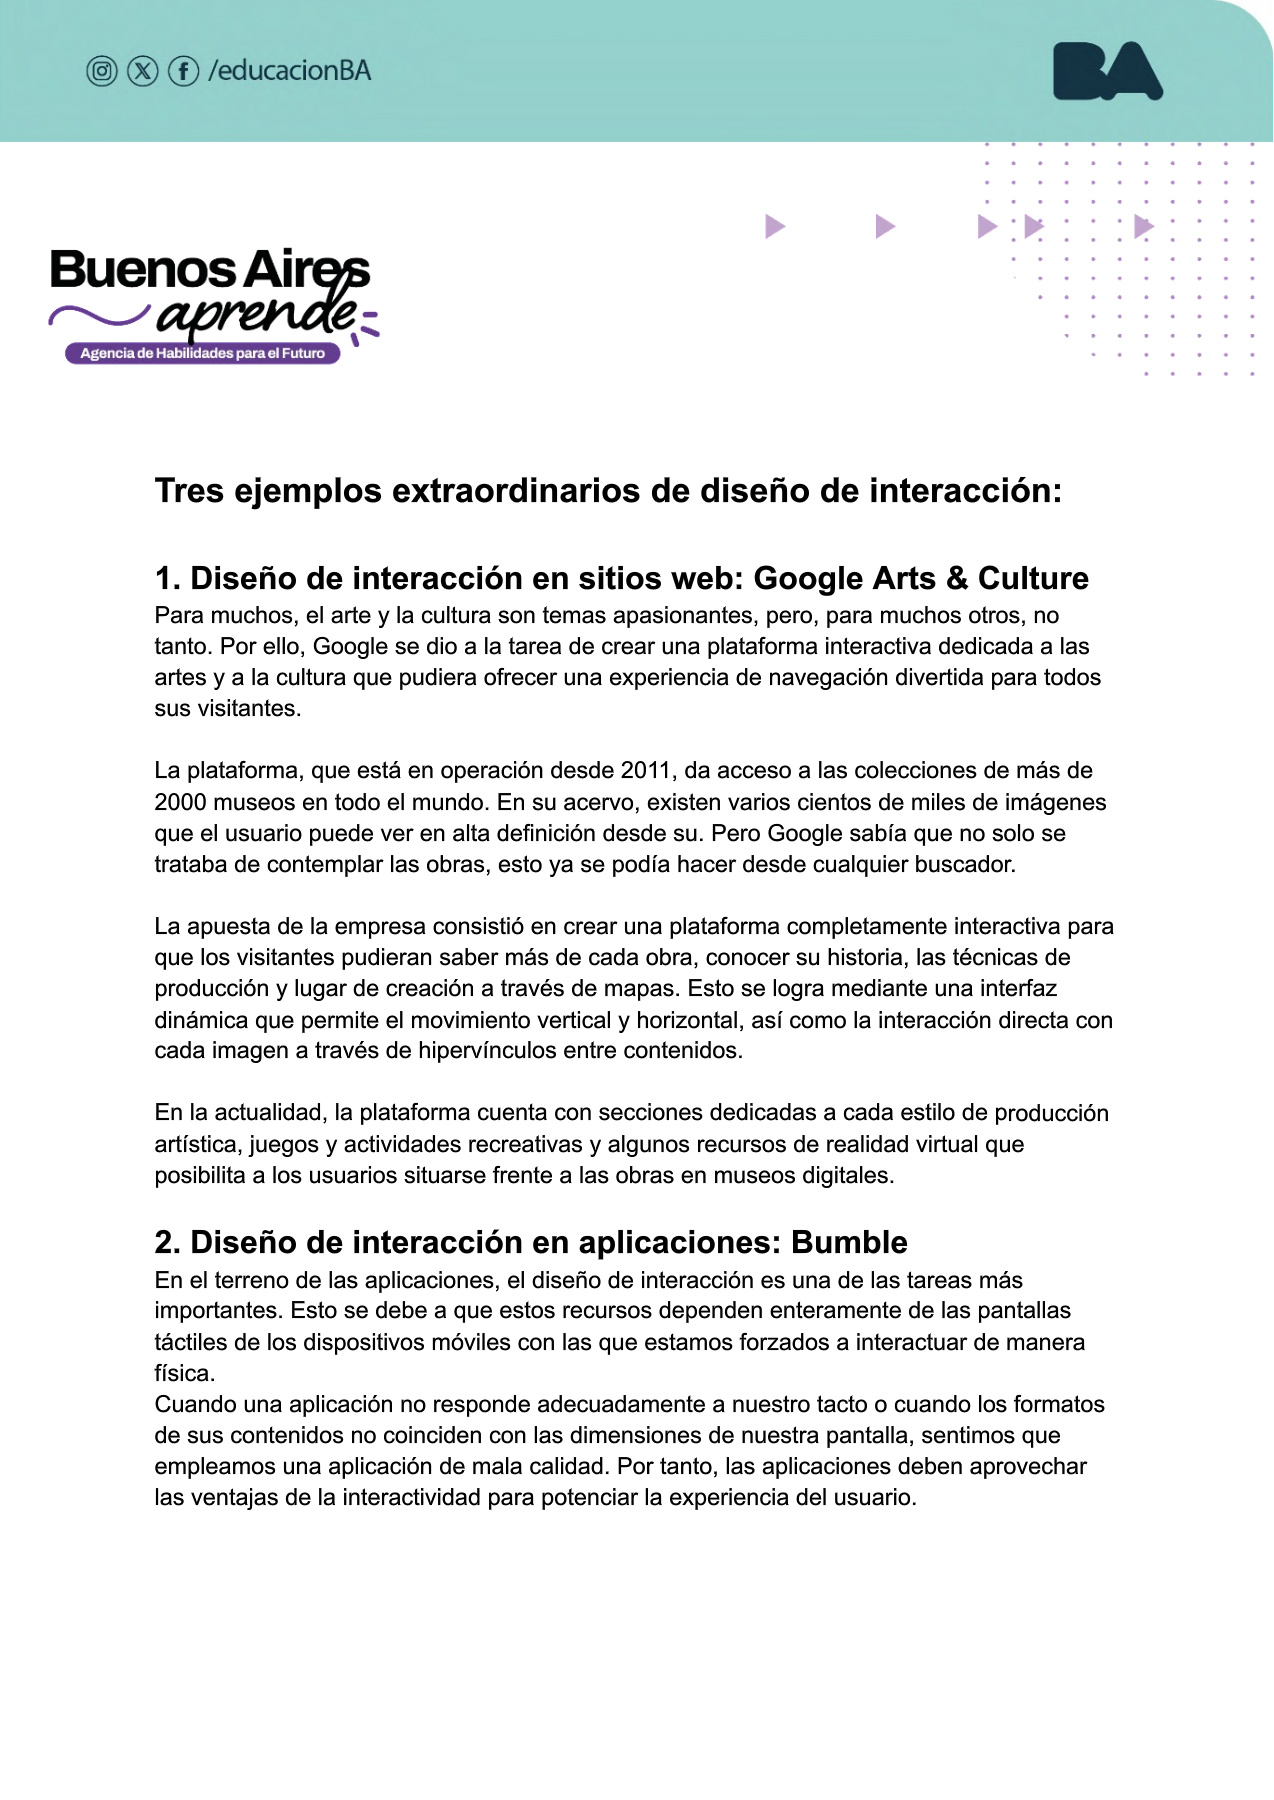 /educacionBA
BA
Buenos Aires
aprende
Agencia de Habilidades para el Futuro
Tres ejemplos extraordinarios de diseño de interacción:
1. Diseño de interacción en sitios web: Google Arts & Culture
Para muchos, el arte y la cultura son temas apasionantes, pero, para muchos otros, no
tanto. Por ello, Google se dio a la tarea de crear una plataforma interactiva dedicada a las
artes y a la cultura que pudiera ofrecer una experiencia de navegación divertida para todos
sus visitantes.
La plataforma, que está en operación desde 2011, da acceso a las colecciones de más de
2000 museos en todo el mundo. En su acervo, existen varios cientos de miles de imágenes
que el usuario puede ver en alta definición desde su. Pero Google sabía que no solo se
trataba de contemplar las obras, esto ya se podía hacer desde cualquier buscador.
La apuesta de la empresa consistió en crear una plataforma completamente interactiva para
que los visitantes pudieran saber más de cada obra, conocer su historia, las técnicas de
producción y lugar de creación a través de mapas. Esto se logra mediante una interfaz
dinámica que permite el movimiento vertical y horizontal, así como la interacción directa con
cada imagen a través de hipervínculos entre contenidos.
En la actualidad, la plataforma cuenta con secciones dedicadas a cada estilo de producción
artística, juegos y actividades recreativas y algunos recursos de realidad virtual que
posibilita a los usuarios situarse frente a las obras en museos digitales.
2. Diseño de interacción en aplicaciones: Bumble
En el terreno de las aplicaciones, el diseño de interacción es una de las tareas más
importantes. Esto se debe a que estos recursos dependen enteramente de las pantallas
táctiles de los dispositivos móviles con las que estamos forzados a interactuar de manera
física.
Cuando una aplicación no responde adecuadamente a nuestro tacto o cuando los formatos
de sus contenidos no coinciden con las dimensiones de nuestra pantalla, sentimos que
empleamos una aplicación de mala calidad. Por tanto, las aplicaciones deben aprovechar
las ventajas de la interactividad para potenciar la experiencia del usuario.